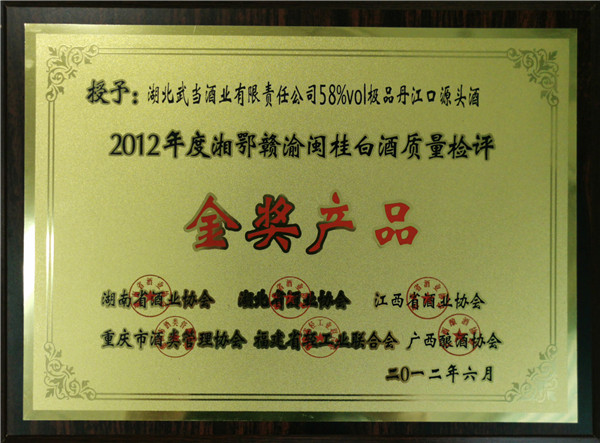 授予：湖北武当酒业有限责任公司58%vol极品丹江口源头酒
2012年度湘鄂赣渝闽桂白酒质量检评
金奖产品
湖南省酒业协会 湖北省酒业协会 江西省酒业协会
重庆市酒类管理协会 福建省轻工业联合会 广西酿酒协会
二0一二年六月